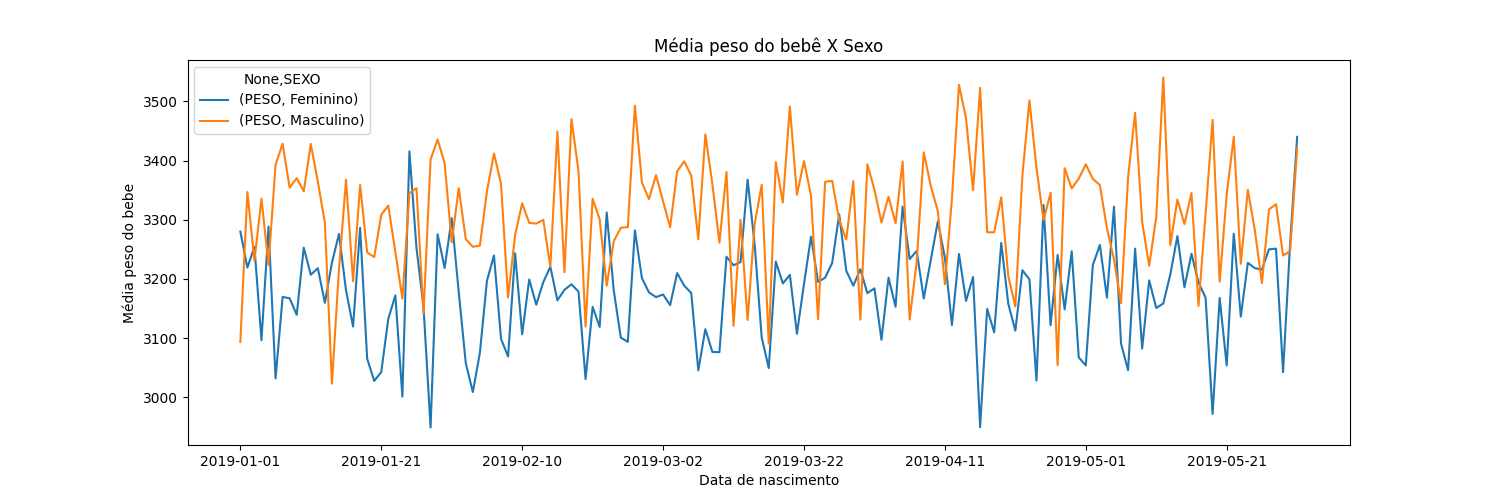 Média peso do bebê X Sexo
None,SEXO
(PESO, Feminino)
(PESO, Masculino)
Média peso do bebe
3500
3400
3300
3200
3100
3000
2019-01-01 2019-01-21 2019-02-10 2019-03-02 2019-03-22 2019-04-11 2019-05-01 2019-05-21
Data de nascimento